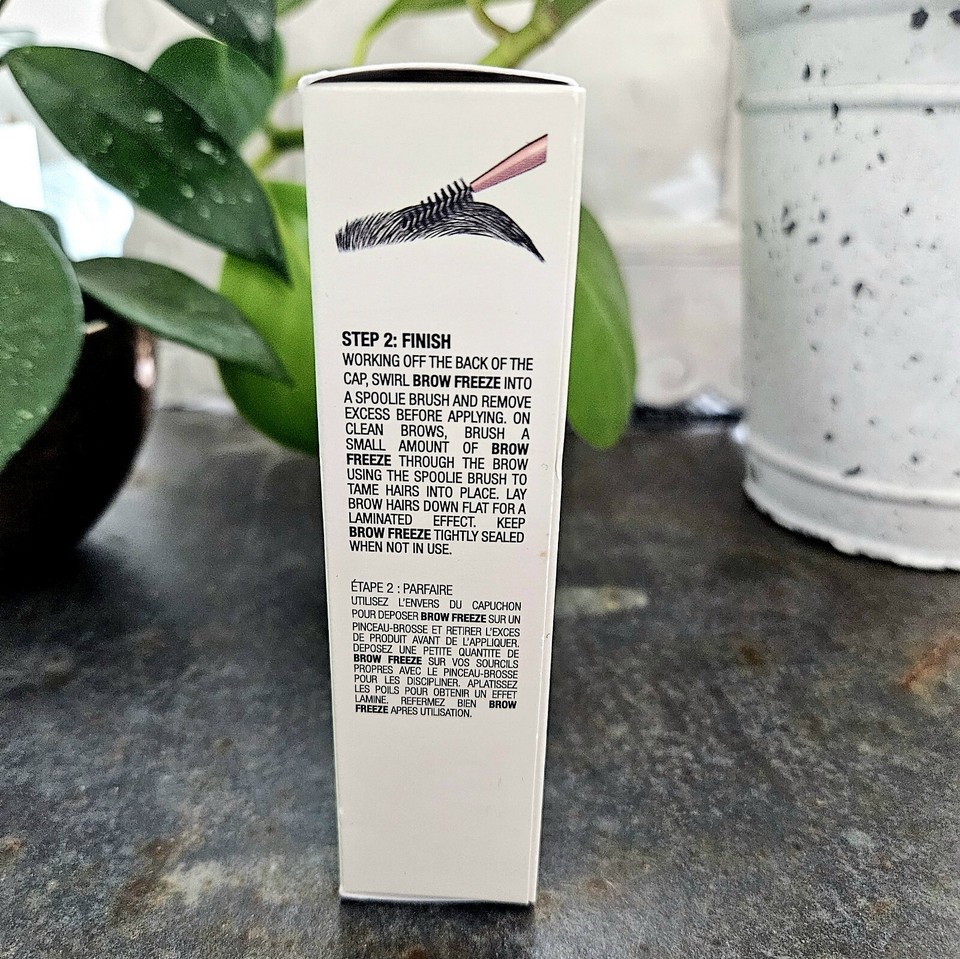 STEP 2: FINISH
WORKING OFF THE BACK OF THE
CAP, SWIRL BROW FREEZE INTO
A SPOOLIE BRUSH AND REMOVE
EXCESS BEFORE APPLYING. ON
CLEAN BROWS, BRUSH A
SMALL AMOUNT OF BROW
FREEZE THROUGH THE BROW
USING THE SPOOLIE BRUSH TO
TAME HAIRS INTO PLACE. LAY
BROW HAIRS DOWN FLAT FOR A
LAMINATED EFFECT. KEEP
BROW FREEZE TIGHTLY SEALED
WHEN NOT IN USE.
ÉTAPE 2 : PARFAIRE
UTILISEZ L'ENVERS DU CAPUCHON
POUR DEPOSER BROW FREEZE SUR UN
PINCEAU-BROSSE ET RETIRER L'EXCES
DE PRODUIT AVANT DE L'APPLIQUER.
DEPOSEZ UNE PETITE QUANTITE DE
BROW FREEZE SUR VOS SOURCILS
PROPRES AVEC LE PINCEAU-BROSSE
POUR LES DISCIPLINER. APLATISSEZ
LES POILS POUR OBTENIR UN EFFET
LAMINE. REFERMEZ BIEN BROW
FREEZE APRES UTILISATION.